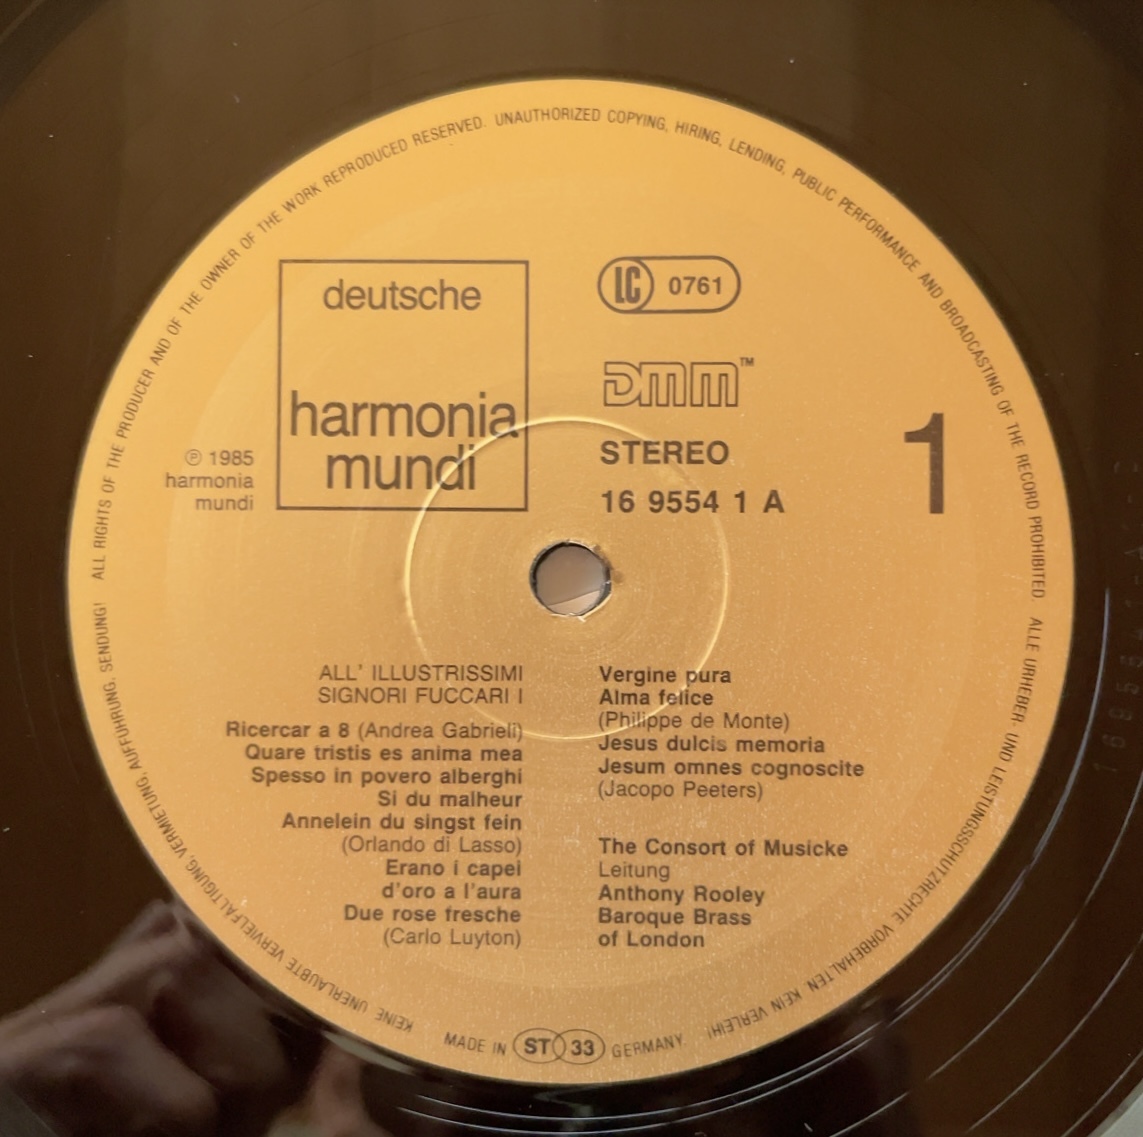 ALL RIGHTS OF THE PRODUCER AND OF THE OWNER OF THE WORK REPRODUCED RESERVED. UNAUTHORIZED COPYING, HIRING, LENDING, PUBLIC PERFORMANCE AND BROADCASTING OF THE RECORD PROHIBITED.
ALLE URHEBER- UND LEISTUNGSSCHUTZRECHTE VORBEHALTEN. KEIN VERLEIH! KEINE UNERLAUBTE VERVIELFÄLTIGUNG, VERMIETUNG, AUFFÜHRUNG, SENDUNG!
deutsche
harmonia
mundi
℗ 1985
harmonia
mundi
LC 0761
DMM™
STEREO
16 9554 1 A
1
ALL' ILLUSTRISSIMI
SIGNORI FUCCARI I
Ricercar a 8 (Andrea Gabrieli)
Quare tristis es anima mea
Spesso in povero alberghi
Si du malheur
Annelein du singst fein
(Orlando di Lasso)
Erano i capei
d'oro a l'aura
Due rose fresche
(Carlo Luyton)
Vergine pura
Alma felice
(Philippe de Monte)
Jesus dulcis memoria
Jesum omnes cognoscite
(Jacopo Peeters)
The Consort of Musicke
Leitung
Anthony Rooley
Baroque Brass
of London
MADE IN ST 33 GERMANY